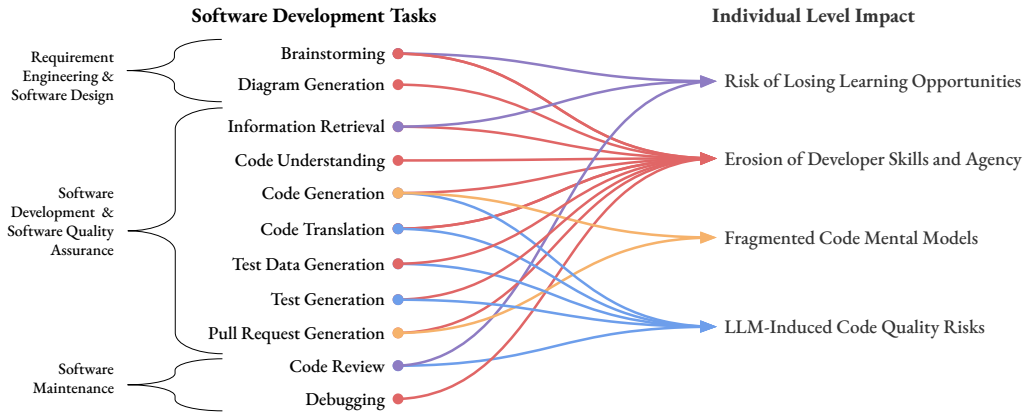 Software Development Tasks
Individual Level Impact
Requirement
Engineering &
Software Design
Brainstorming
Diagram Generation
Software
Development &
Software Quality
Assurance
Information Retrieval
Code Understanding
Code Generation
Code Translation
Test Data Generation
Test Generation
Pull Request Generation
Software
Maintenance
Code Review
Debugging
Risk of Losing Learning Opportunities
Erosion of Developer Skills and Agency
Fragmented Code Mental Models
LLM-Induced Code Quality Risks